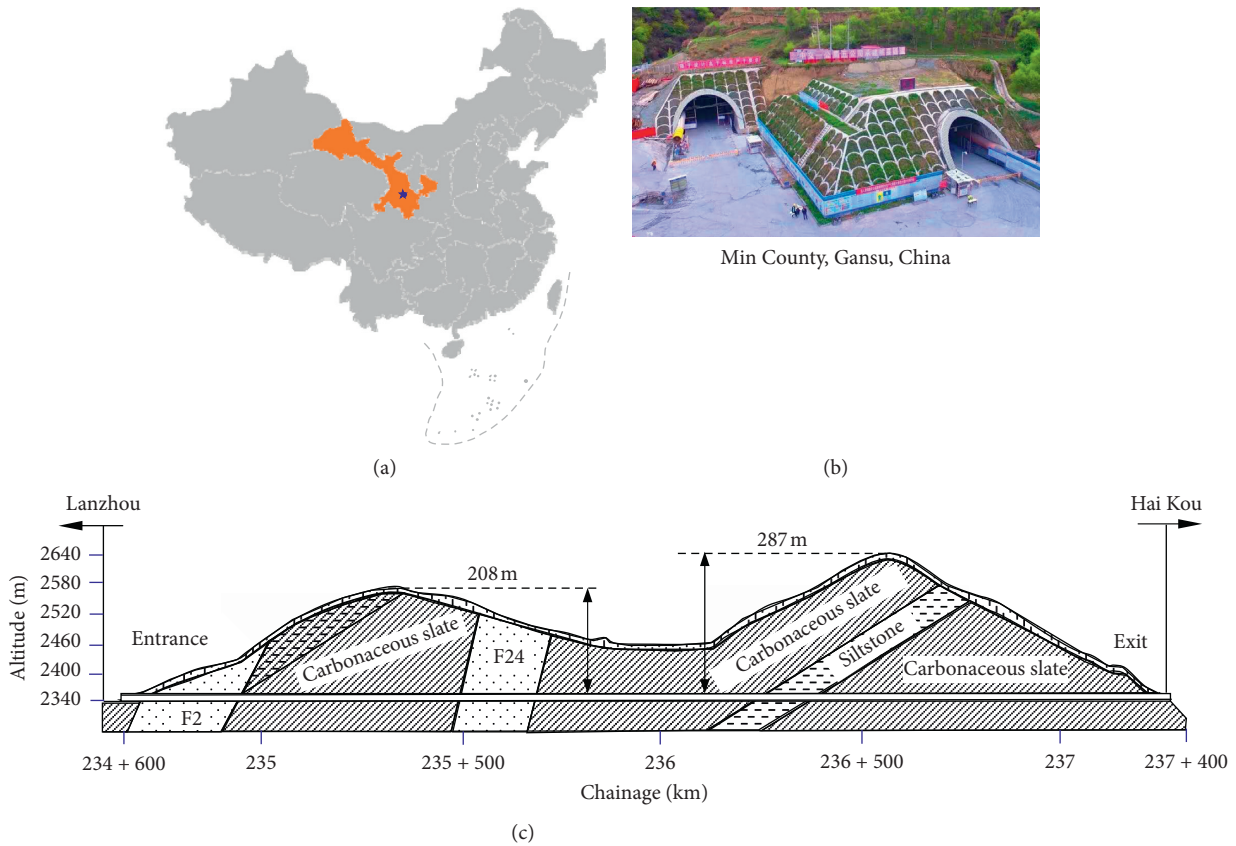 Min County, Gansu, China
(a)
(b)
Lanzhou
Hai Kou
2640
2580
2520
2460
2400
2340
Altitude (m)
208 m
287 m
Entrance
Exit
Carbonaceous slate
F24
Carbonaceous slate
Siltstone
Carbonaceous slate
F2
234 + 600
235
235 + 500
236
236 + 500
237
237 + 400
Chainage (km)
(c)